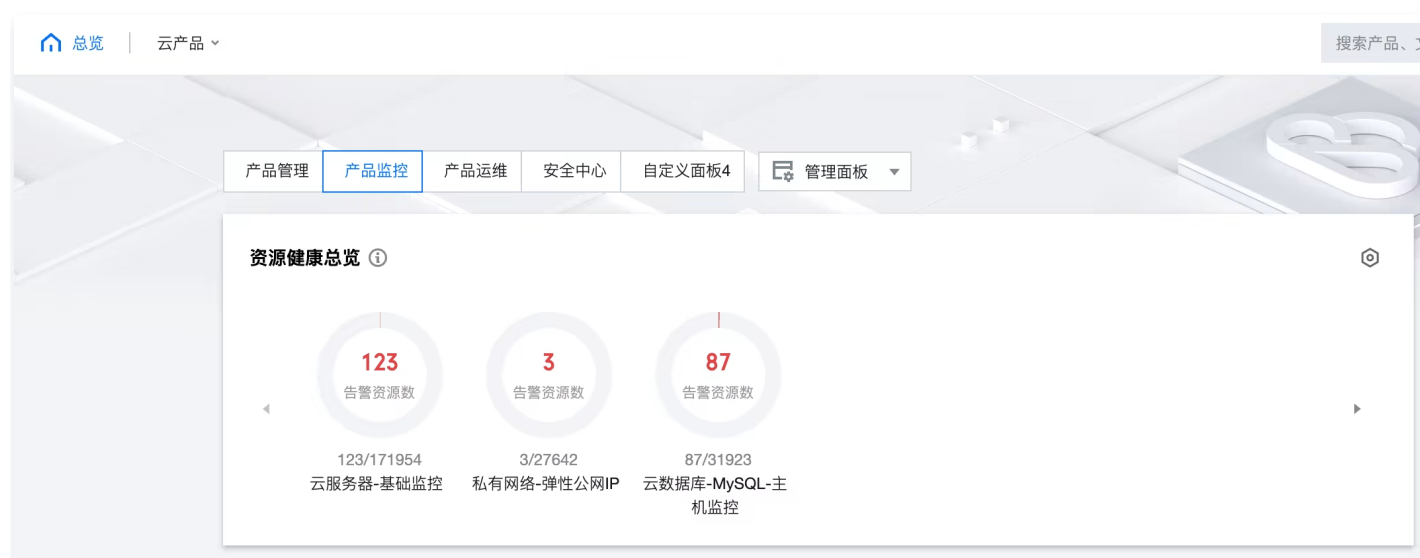 总览
云产品
搜索产品、
产品管理
产品监控
产品运维
安全中心
自定义面板4
管理面板
资源健康总览
123
告警资源数
3
告警资源数
87
告警资源数
123/171954
云服务器-基础监控
3/27642
私有网络-弹性公网IP
87/31923
云数据库-MySQL-主
机监控